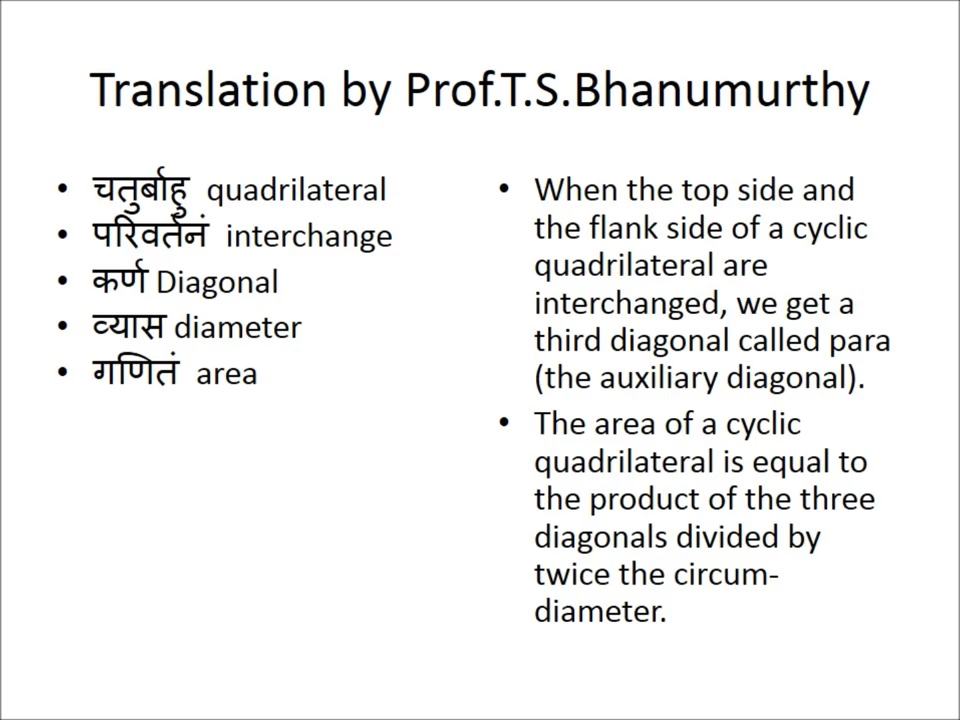 Translation by Prof.T.S.Bhanumurthy
• चतुर्बाहु quadrilateral
• परिवर्तनं interchange
• कर्ण Diagonal
• व्यास diameter
• गणितं area
• When the top side and
the flank side of a cyclic
quadrilateral are
interchanged, we get a
third diagonal called para
(the auxiliary diagonal).
• The area of a cyclic
quadrilateral is equal to
the product of the three
diagonals divided by
twice the circum-
diameter.